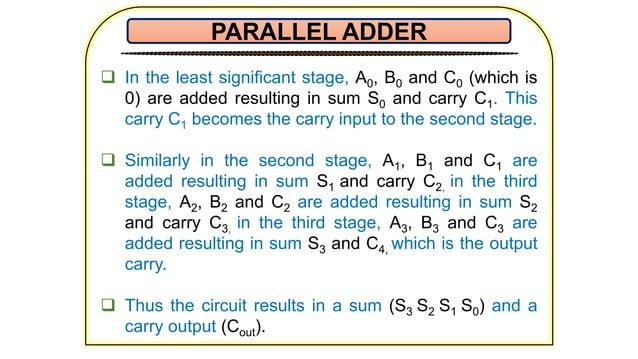 PARALLEL ADDER
❑ In the least significant stage, A₀, B₀ and C₀ (which is
0) are added resulting in sum S₀ and carry C₁. This
carry C₁ becomes the carry input to the second stage.
❑ Similarly in the second stage, A₁, B₁ and C₁ are
added resulting in sum S₁ and carry C₂, in the third
stage, A₂, B₂ and C₂ are added resulting in sum S₂
and carry C₃, in the third stage, A₃, B₃ and C₃ are
added resulting in sum S₃ and C₄, which is the output
carry.
❑ Thus the circuit results in a sum (S₃ S₂ S₁ S₀) and a
carry output (Cout).